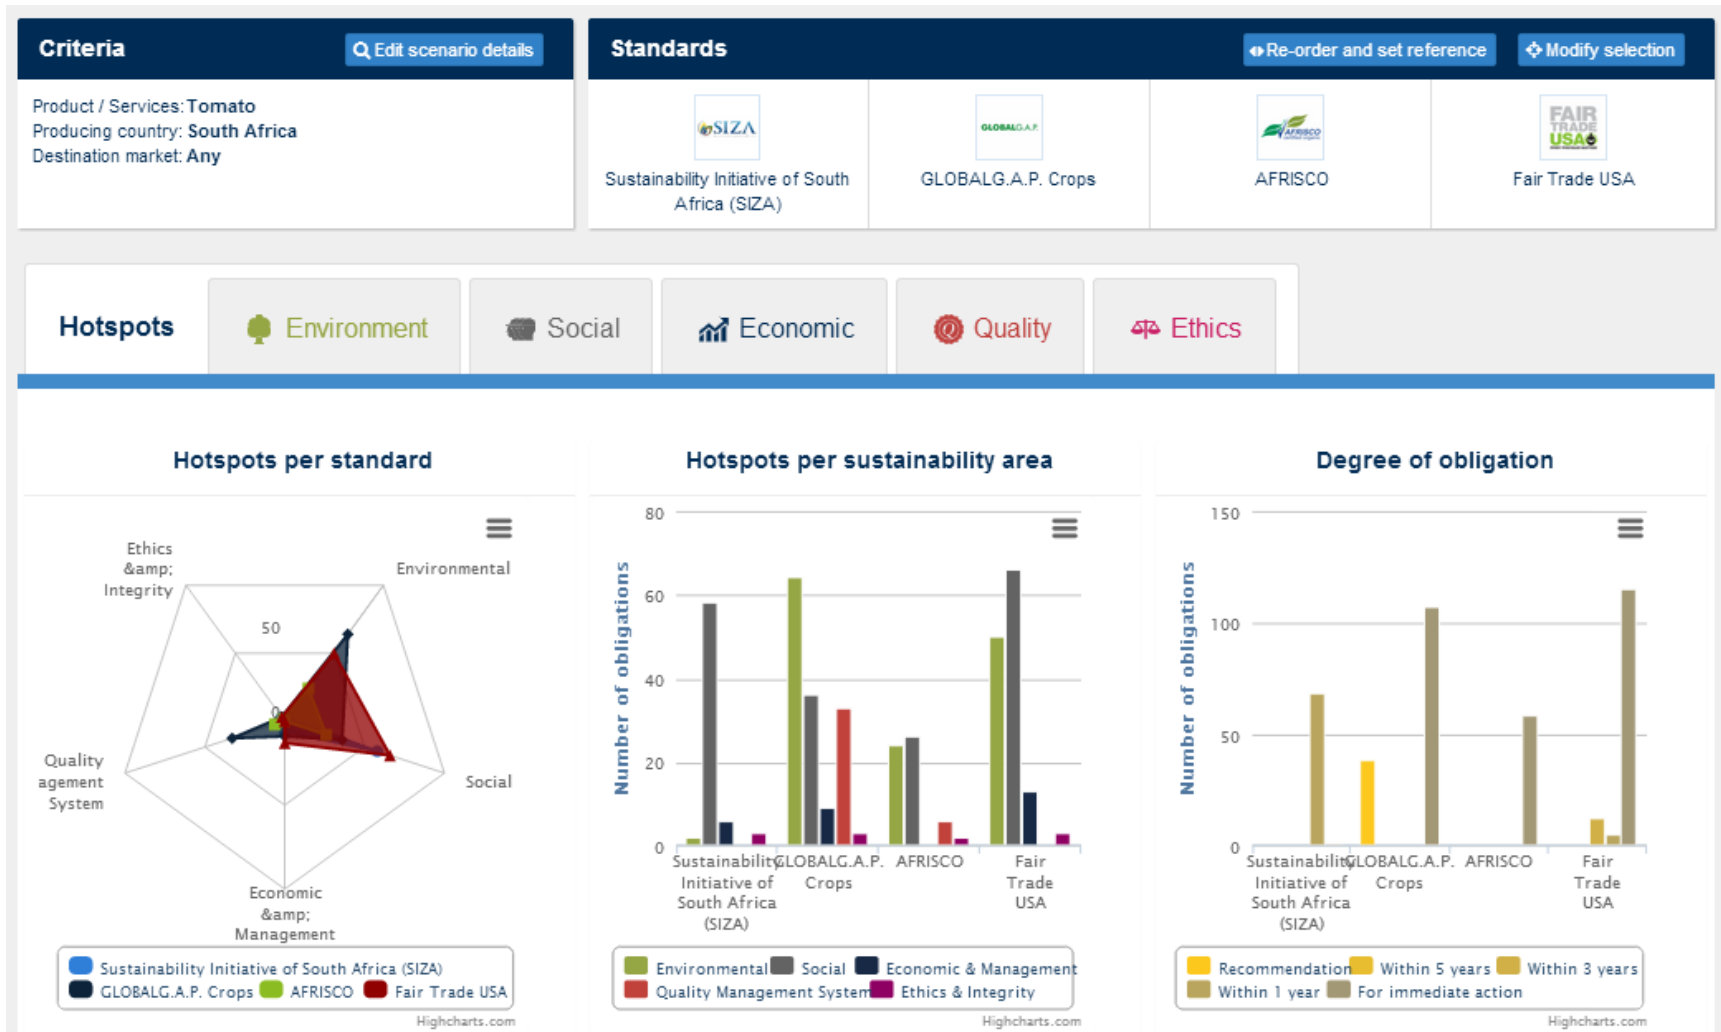 Criteria
Edit scenario details
Product / Services: Tomato
Producing country: South Africa
Destination market: Any
Standards
Re-order and set reference
Modify selection
SIZA
GLOBALG.A.P.
AFRISCO
FAIR
TRADE
USA
Sustainability Initiative of South
Africa (SIZA)
GLOBALG.A.P. Crops
AFRISCO
Fair Trade USA
Hotspots
Environment
Social
Economic
Quality
Ethics
Hotspots per standard
Ethics
&amp;
Integrity
Environmental
50
0
Quality
agement
System
Social
Economic
&amp;
Management
Sustainability Initiative of South Africa (SIZA)
GLOBALG.A.P. Crops AFRISCO Fair Trade USA
Highcharts.com
Hotspots per sustainability area
Number of obligations
80
60
40
20
0
Sustainability
Initiative of
South Africa
(SIZA)
GLOBALG.A.P.
Crops
AFRISCO
Fair
Trade
USA
Environmental Social Economic & Management
Quality Management System Ethics & Integrity
Highcharts.com
Degree of obligation
Number of obligations
150
100
50
0
Sustainability
Initiative of
South Africa
(SIZA)
GLOBALG.A.P.
Crops
AFRISCO
Fair
Trade
USA
Recommendation Within 5 years Within 3 years
Within 1 year For immediate action
Highcharts.com